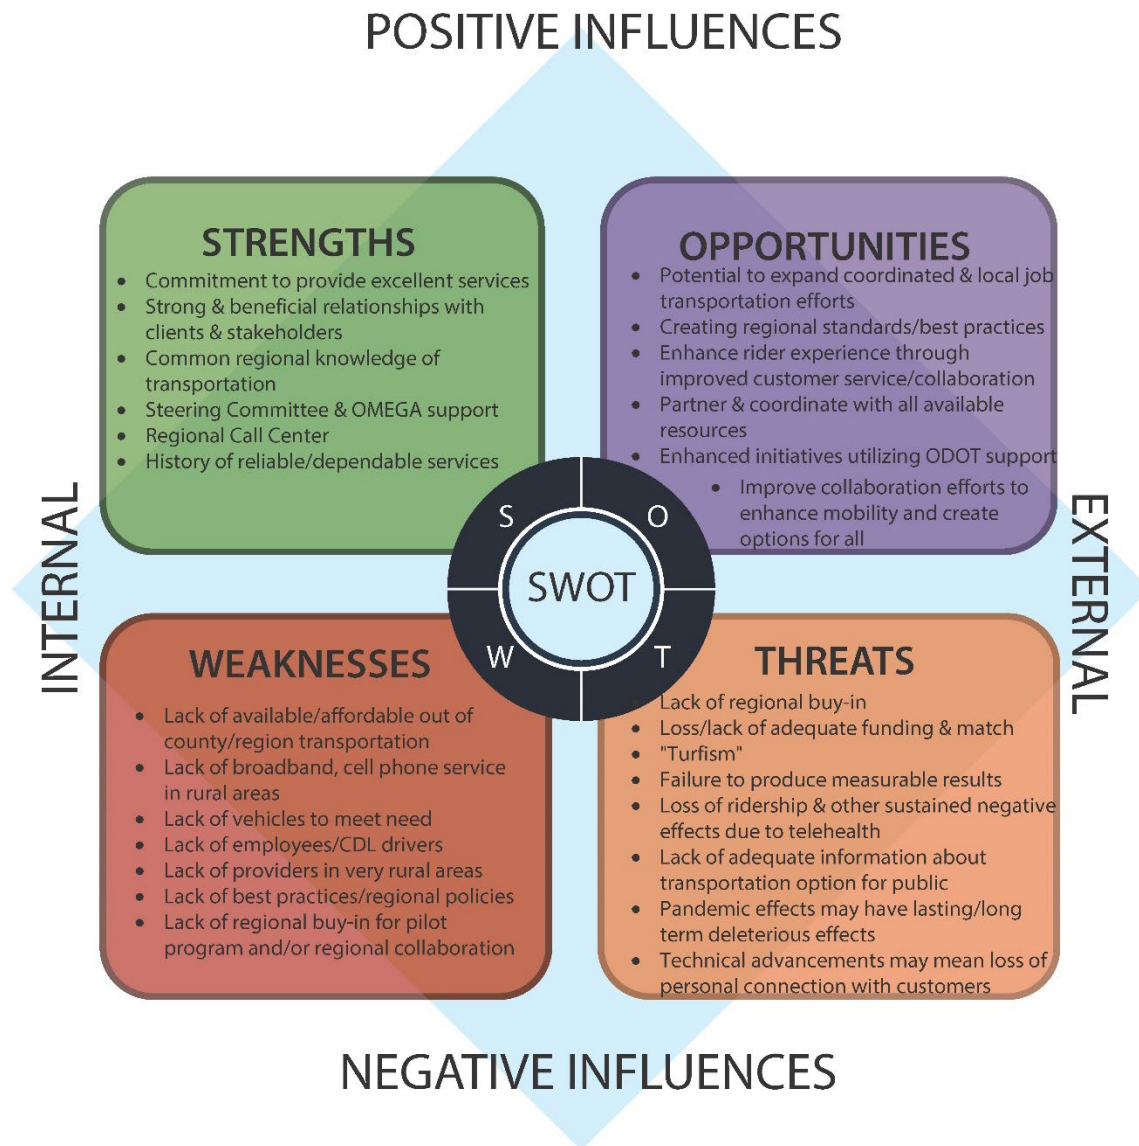 POSITIVE INFLUENCES
STRENGTHS
• Commitment to provide excellent services
• Strong & beneficial relationships with
clients & stakeholders
• Common regional knowledge of
transportation
• Steering Committee & OMEGA support
• Regional Call Center
• History of reliable/dependable services
OPPORTUNITIES
• Potential to expand coordinated & local job
transportation efforts
• Creating regional standards/best practices
• Enhance rider experience through
improved customer service/collaboration
• Partner & coordinate with all available
resources
• Enhanced initiatives utilizing ODOT support
• Improve collaboration efforts to
enhance mobility and create
options for all
INTERNAL
S
O
SWOT
W
T
EXTERNAL
WEAKNESSES
• Lack of available/affordable out of
county/region transportation
• Lack of broadband, cell phone service
in rural areas
• Lack of vehicles to meet need
• Lack of employees/CDL drivers
• Lack of providers in very rural areas
• Lack of best practices/regional policies
• Lack of regional buy-in for pilot
program and/or regional collaboration
THREATS
• Lack of regional buy-in
• Loss/lack of adequate funding & match
• "Turfism"
• Failure to produce measurable results
• Loss of ridership & other sustained negative
effects due to telehealth
• Lack of adequate information about
transportation option for public
• Pandemic effects may have lasting/long
term deleterious effects
• Technical advancements may mean loss of
personal connection with customers
NEGATIVE INFLUENCES